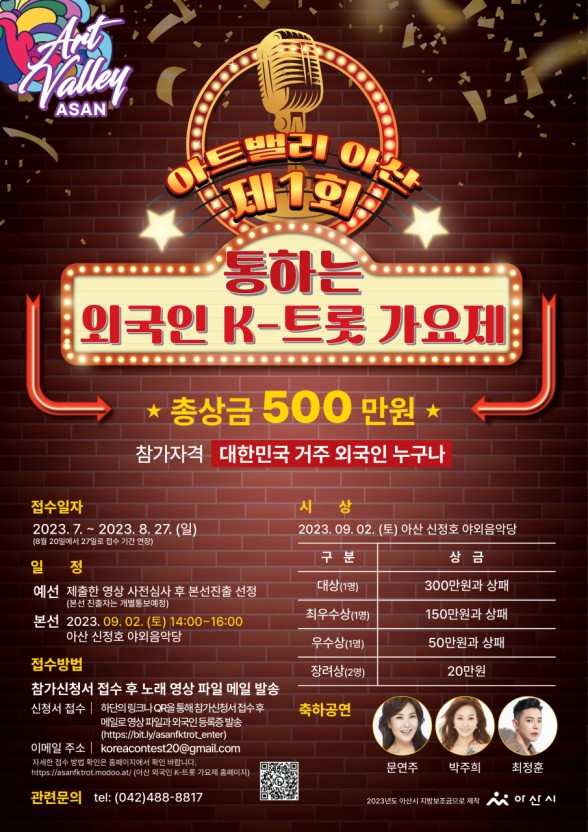 Art
Valley
ASAN
아트밸리 아산
제1회
통하는
외국인 K-트롯 가요제
★ 총상금 500 만원 ★
참가자격 대한민국 거주 외국인 누구나
접수일자
2023. 7. ~ 2023. 8. 27. (일)
(8월 20일에서 27일로 접수 기간 연장)
일 정
예선 제출한 영상 사전심사 후 본선진출 선정
(본선 진출자는 개별통보예정)
본선 2023. 09. 02. (토) 14:00~16:00
아산 신정호 야외음악당
접수방법
참가신청서 접수 후 노래 영상 파일 메일 발송
신청서 접수 | 하단의 링크나 QR을 통해 참가신청서 접수 후
메일로 영상 파일과 외국인 등록증 발송
(https://bit.ly/asanfktrot_enter)
이메일 주소 | koreacontest20@gmail.com
자세한 접수 방법 확인은 홈페이지에서 확인 바랍니다.
https://asanfktrot.modoo.at/ (아산 외국인 K-트롯 가요제 홈페이지)
관련문의 tel: (042)488-8817
시 상
2023. 09. 02. (토) 아산 신정호 야외음악당
구 분 상 금
대상(1명) 300만원과 상패
최우수상(1명) 150만원과 상패
우수상(1명) 50만원과 상패
장려상(2명) 20만원
축하공연
문연주 박주희 최정훈
2023년도 아산시 지방보조금으로 제작 아산시